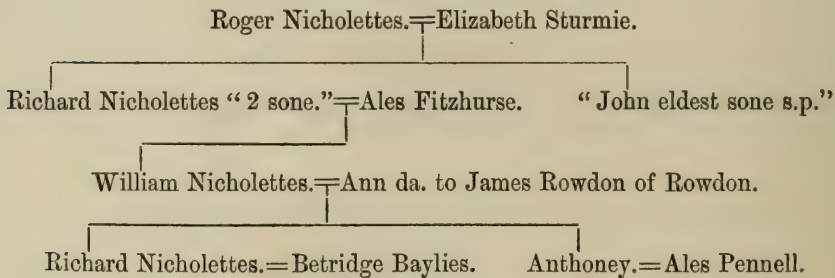 Roger Nicholettes.=Elizabeth Sturmie.
Richard Nicholettes “2 sone.”=Ales Fitzhurse. “John eldest sone s.p.”
William Nicholettes.=Ann da. to James Rowdon of Rowdon.
Richard Nicholettes.=Betridge Baylies. Anthoney.=Ales Pennell.